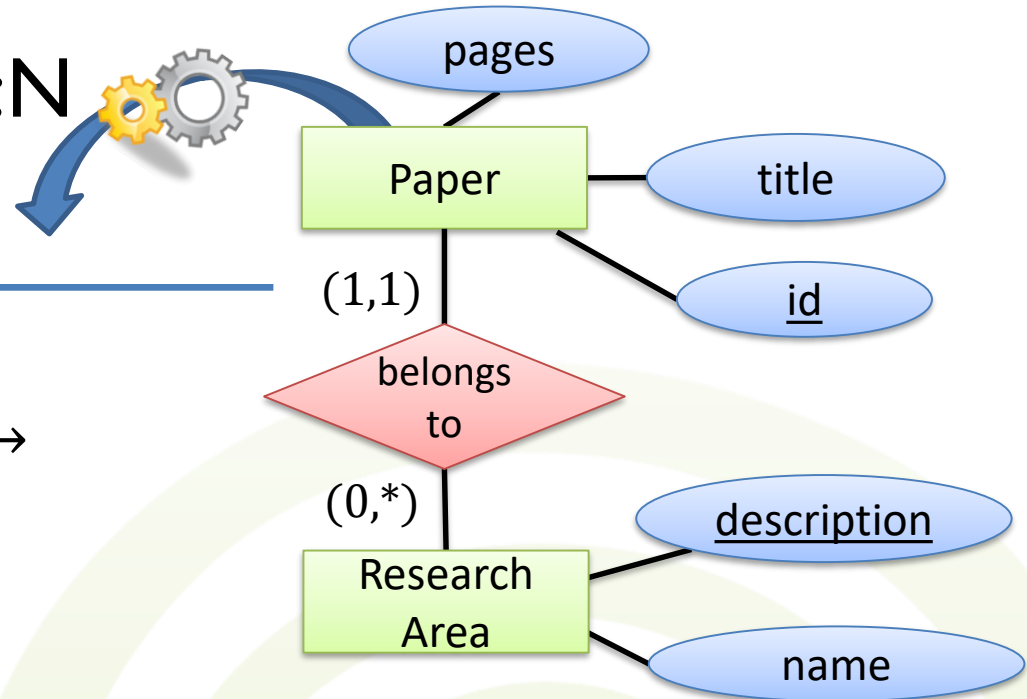 :N
pages
Paper
title
id
(1,1)
belongs
to
→
(0,*)
description
Research
Area
name